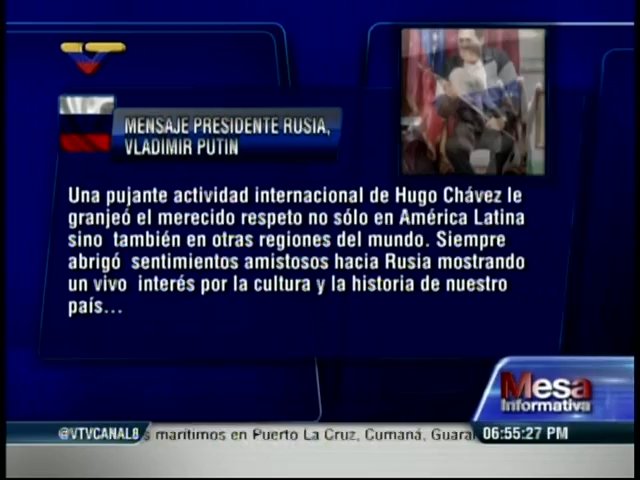 MENSAJE PRESIDENTE RUSIA,
VLADIMIR PUTIN
Una pujante actividad internacional de Hugo Chávez le
granjeó el merecido respeto no sólo en América Latina
sino también en otras regiones del mundo. Siempre
abrigó sentimientos amistosos hacia Rusia mostrando
un vivo interés por la cultura y la historia de nuestro
país...
Mesa
Informativa
@VTVCANAL8 s marítimos en Puerto La Cruz, Cumaná, Guara 06:55:27 PM